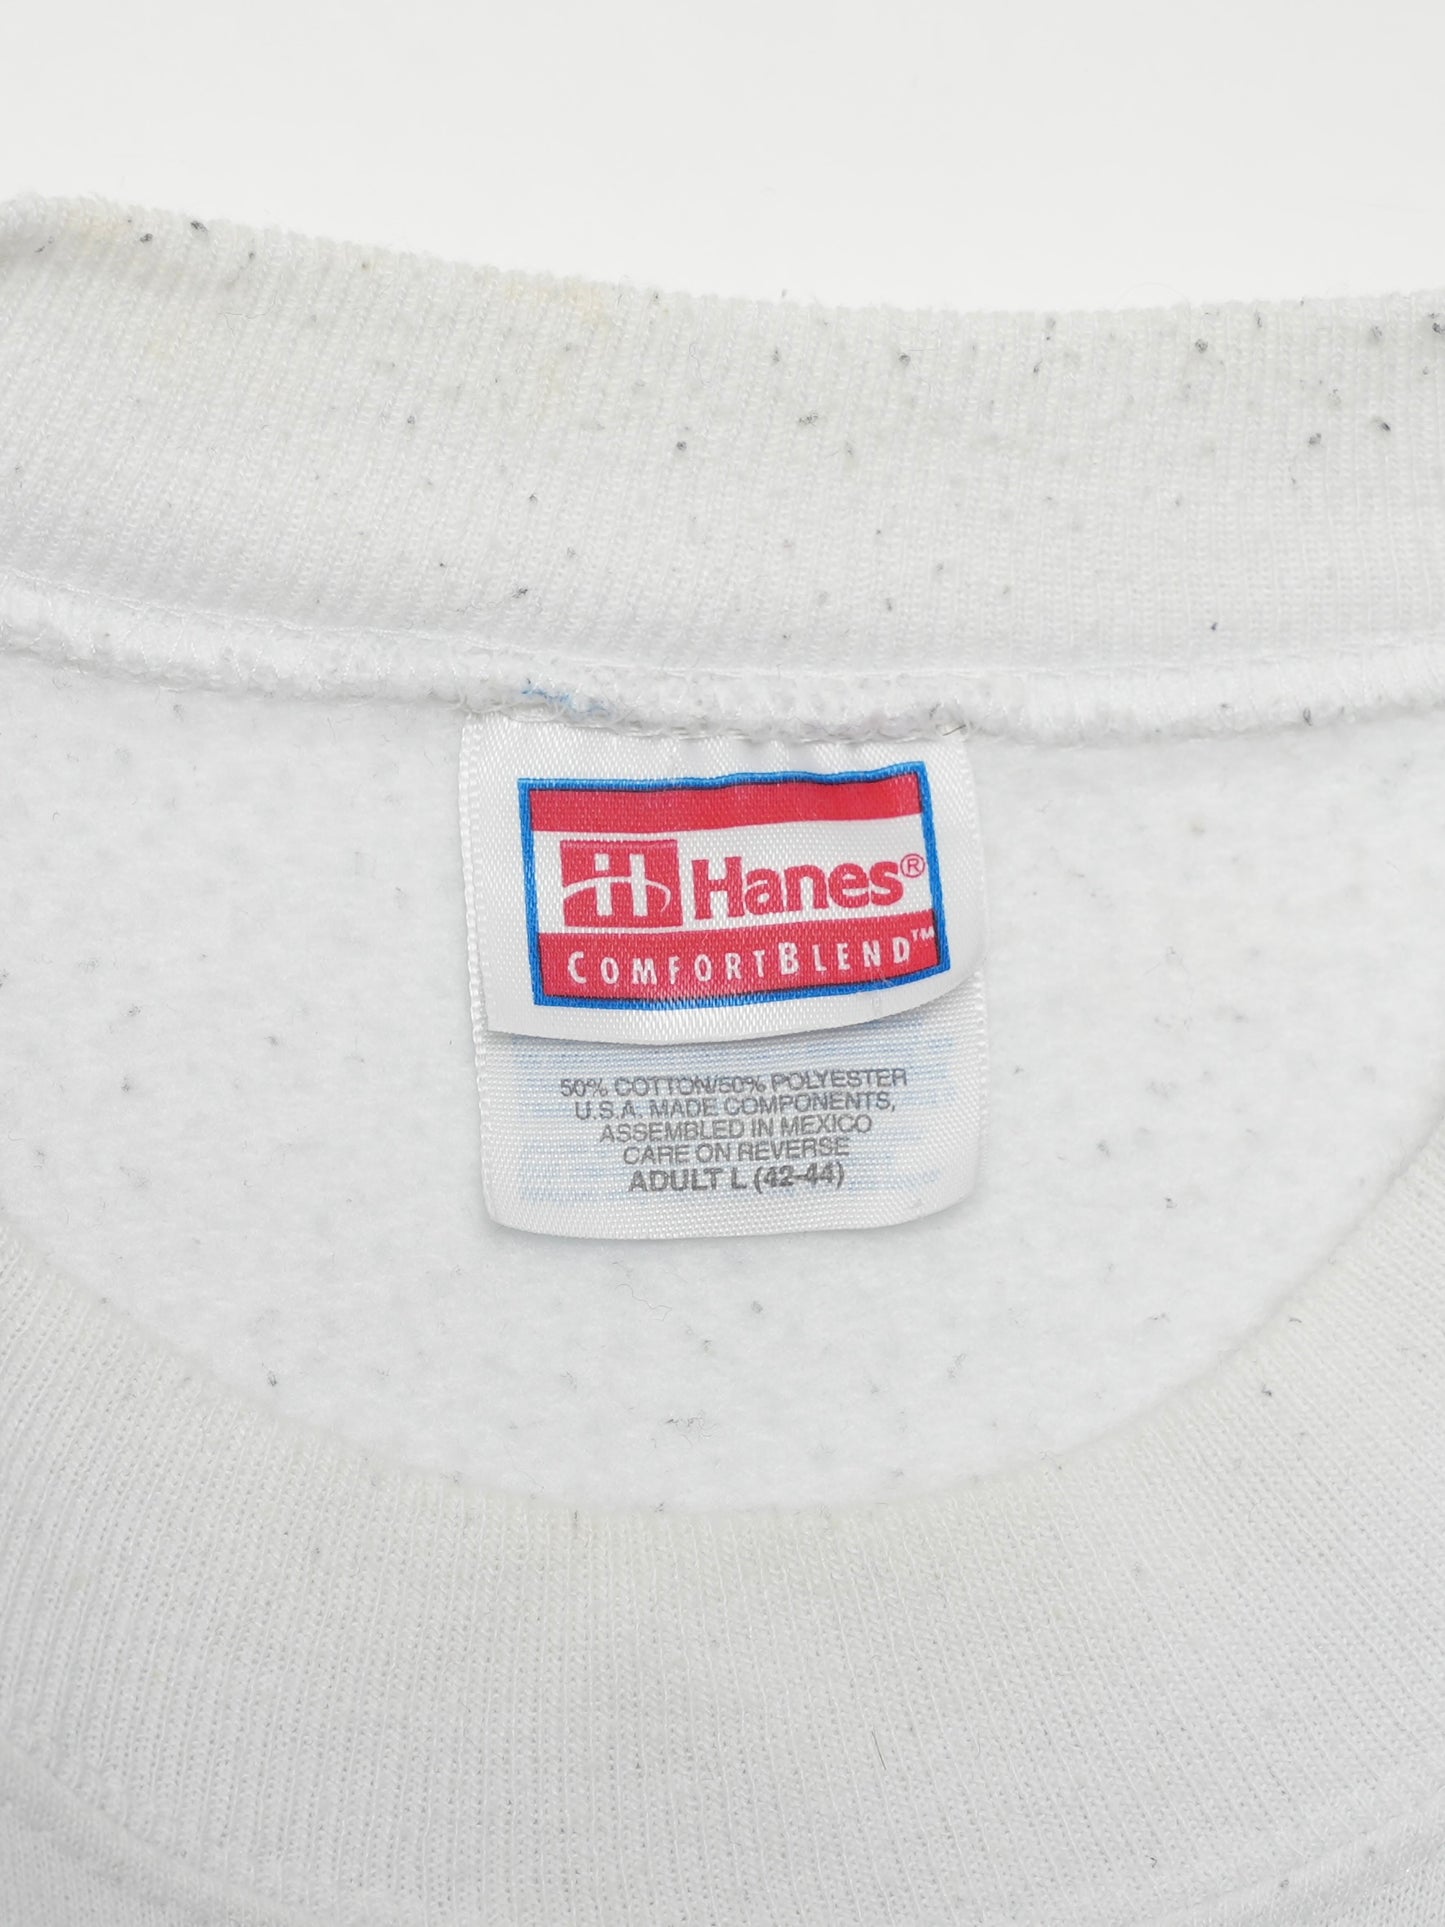 Hanes®
COMFORTBLEND™
50% COTTON/50% POLYESTER
U.S.A. MADE COMPONENTS,
ASSEMBLED IN MEXICO
CARE ON REVERSE
ADULT L (42-44)